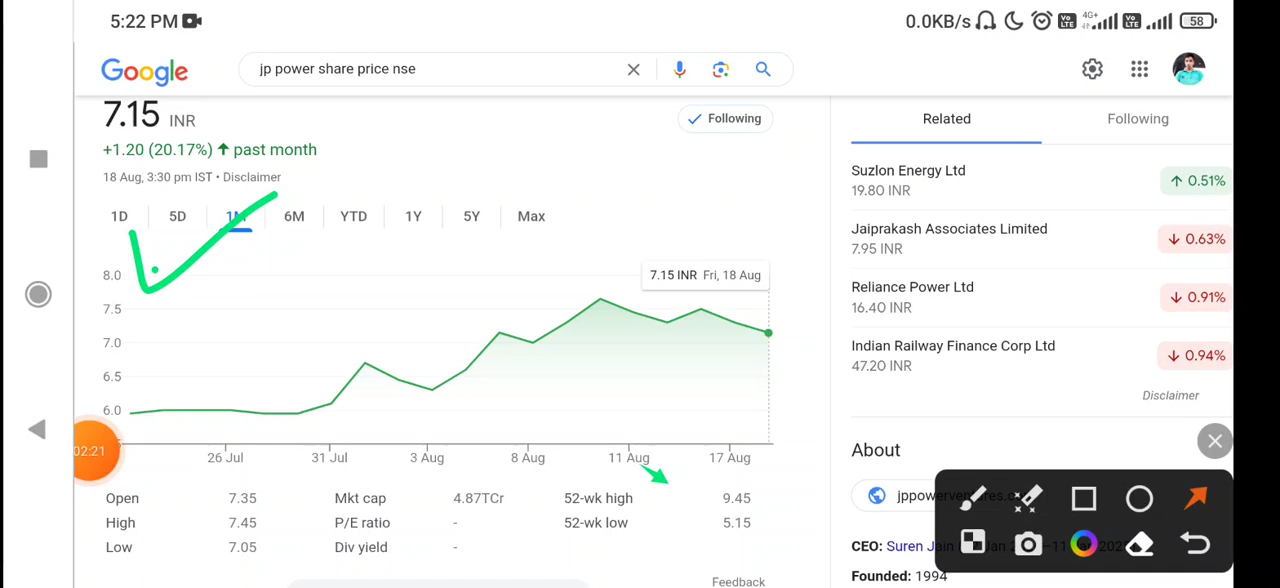 5:22 PM
0.0KB/s 4G+ Vo LTE Vo LTE 58
Google
jp power share price nse
7.15 INR
Following
+1.20 (20.17%) ↑ past month
18 Aug, 3:30 pm IST • Disclaimer
1D 5D 1M 6M YTD 1Y 5Y Max
7.15 INR Fri, 18 Aug
8.0
7.5
7.0
6.5
6.0
02:21
26 Jul 31 Jul 3 Aug 8 Aug 11 Aug 17 Aug
Open 7.35 Mkt cap 4.87TCr 52-wk high 9.45
High 7.45 P/E ratio - 52-wk low 5.15
Low 7.05 Div yield -
Feedback
Related Following
Suzlon Energy Ltd
19.80 INR
↑ 0.51%
Jaiprakash Associates Limited
7.95 INR
↓ 0.63%
Reliance Power Ltd
16.40 INR
↓ 0.91%
Indian Railway Finance Corp Ltd
47.20 INR
↓ 0.94%
Disclaimer
About
jppowerventures.c
CEO: Suren Jain
Founded: 1994